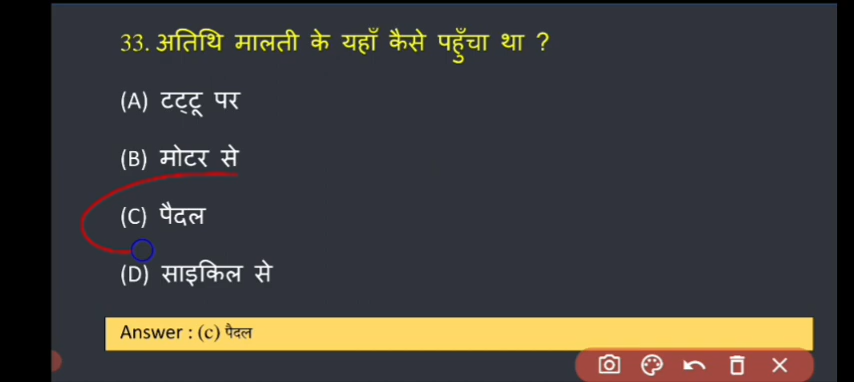 33. अतिथि मालती के यहाँ कैसे पहुँचा था ?
(A) टट्टू पर
(B) मोटर से
(C) पैदल
(D) साइकिल से
Answer : (c) पैदल